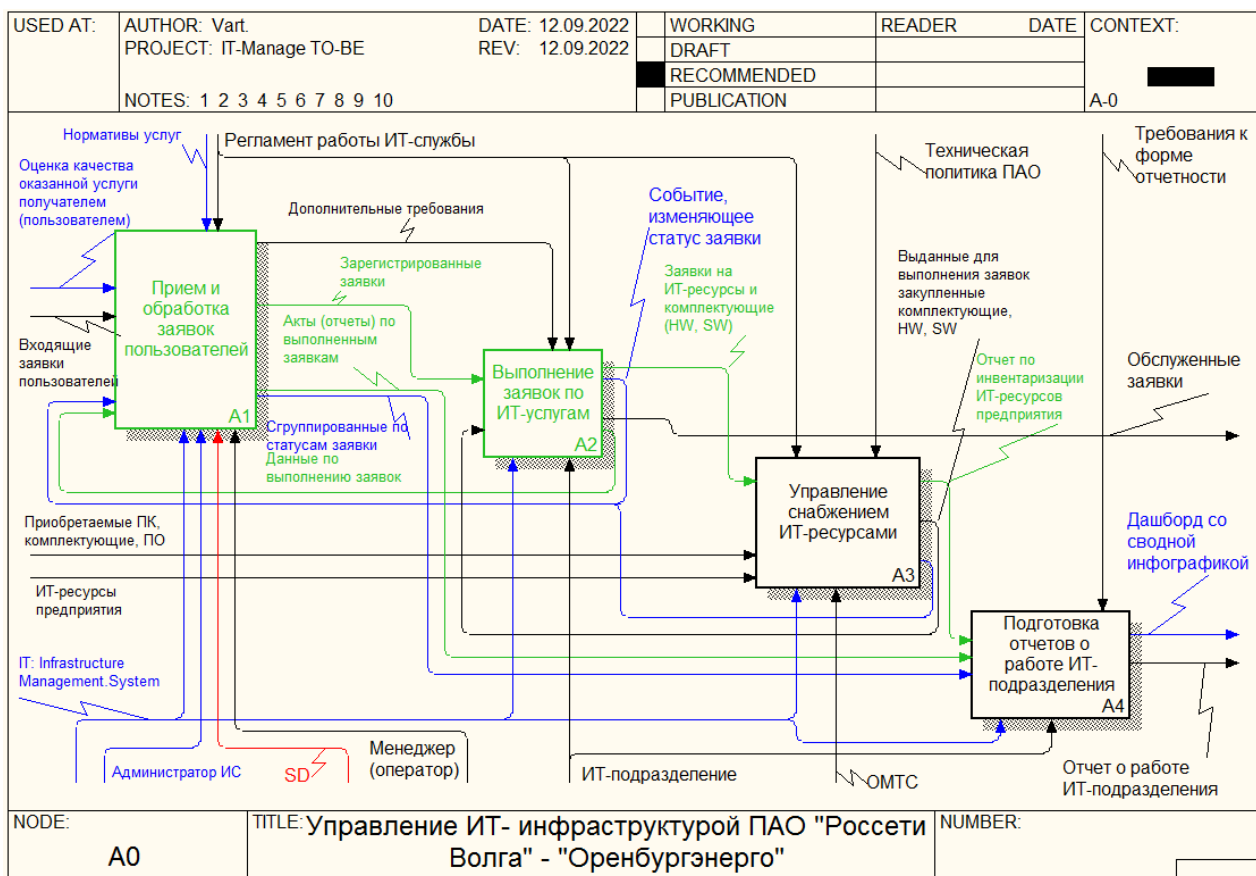 USED AT:
AUTHOR: Vart.
DATE: 12.09.2022
PROJECT: IT-Manage TO-BE
REV: 12.09.2022
NOTES: 1 2 3 4 5 6 7 8 9 10
WORKING
DRAFT
RECOMMENDED
PUBLICATION
READER
DATE
CONTEXT:
A-0
Нормативы услуг
Регламент работы ИТ-службы
Оценка качества
оказанной услуги
получателем
(пользователем)
Дополнительные требования
Событие,
изменяющее
статус заявки
Техническая
политика ПАО
Требования к
форме
отчетности
Зарегистрированные
заявки
Заявки на
ИТ-ресурсы и
комплектующие
(HW, SW)
Выданные для
выполнения заявок
закупленные
комплектующие,
HW, SW
Прием и
обработка
заявок
пользователей
A1
Акты (отчеты) по
выполненным
заявкам
Входящие
заявки
пользователей
Выполнение
заявок по
ИТ-услугам
A2
Отчет по
инвентаризации
ИТ-ресурсов
предприятия
Обслуженные
заявки
Сгруппированные по
статусам заявки
Данные по
выполнению заявок
Управление
снабжением
ИТ-ресурсами
A3
Приобретаемые ПК,
комплектующие, ПО
ИТ-ресурсы
предприятия
Дашборд со
сводной
инфографикой
Подготовка
отчетов о
работе ИТ-
подразделения
A4
IT: Infrastructure
Management.System
Администратор ИС
SD
Менеджер
(оператор)
ИТ-подразделение
ОМТС
Отчет о работе
ИТ-подразделения
NODE:
A0
TITLE:
Управление ИТ- инфраструктурой ПАО "Россети
Волга" - "Оренбургэнерго"
NUMBER: